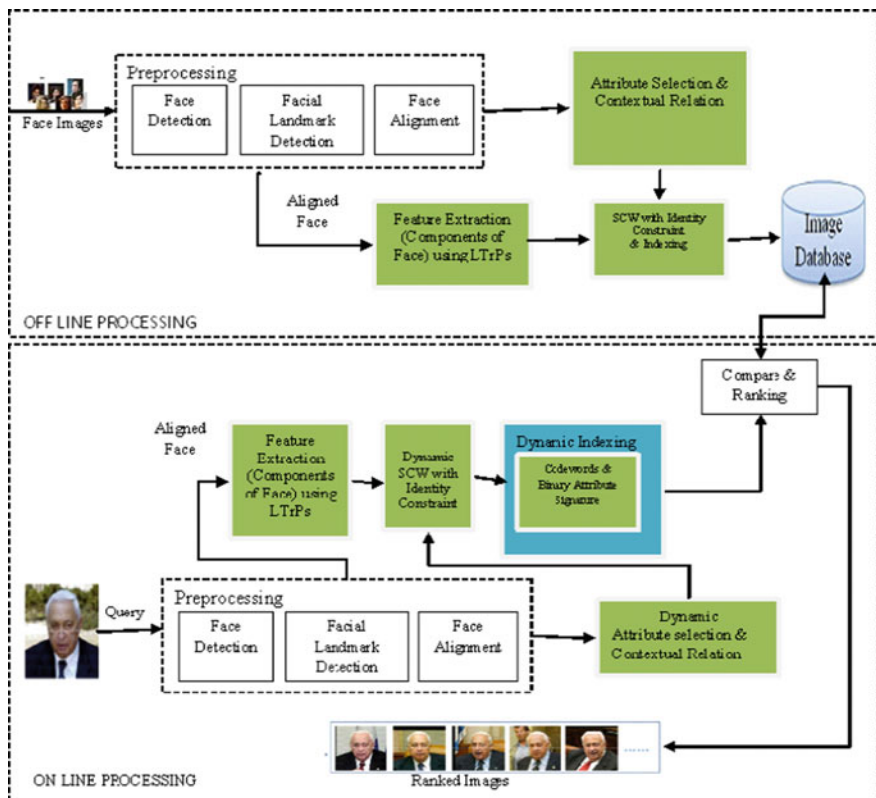 Preprocessing
Face
Detection
Facial
Landmark
Detection
Face
Alignment
Face Images
Attribute Selection &
Contextual Relation
Aligned
Face
Feature Extraction
(Components of
Face) using LTrPs
SCW with Identity
Constraint
& Indexing
Image
Database
OFF LINE PROCESSING
Compare &
Ranking
Aligned
Face
Feature
Extraction
(Components
of Face) using
LTrPs
Dynamic
SCW with
Identity
Constraint
Dynamic Indexing
Codewords &
Binary Attribute
Signature
Query
Preprocessing
Face
Detection
Facial
Landmark
Detection
Face
Alignment
Dynamic
Attribute selection &
Contextual Relation
......
Ranked Images
ON LINE PROCESSING